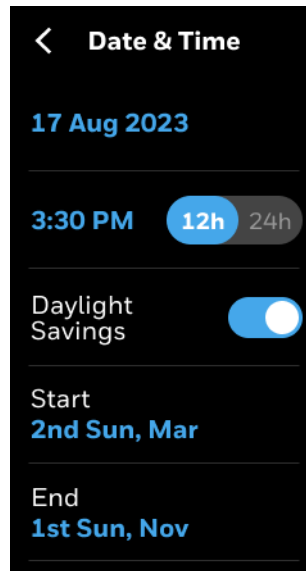 Date & Time
17 Aug 2023
3:30 PM 12h 24h
Daylight
Savings
Start
2nd Sun, Mar
End
1st Sun, Nov